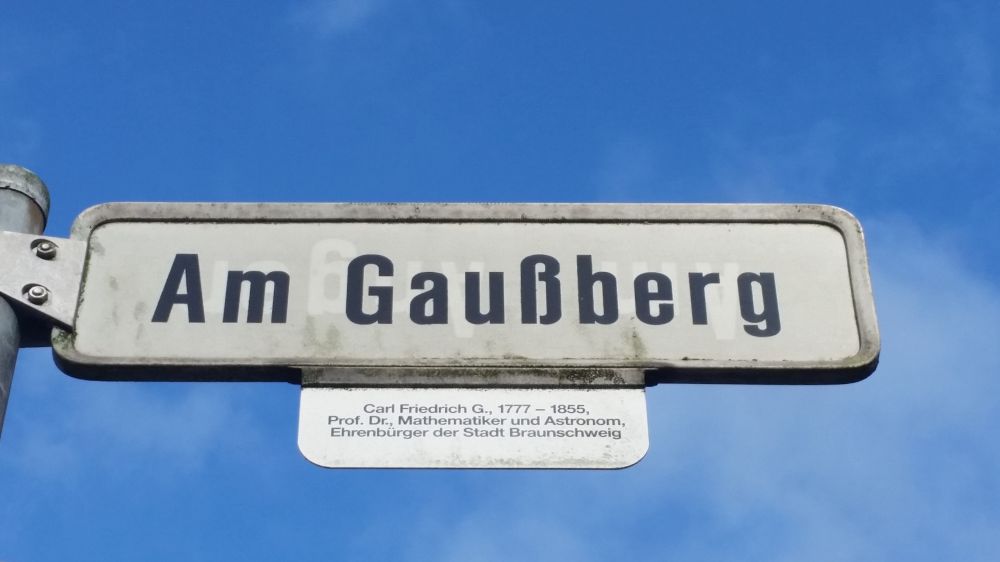 Am Gaußberg
Carl Friedrich G., 1777 – 1855,
Prof. Dr., Mathematiker und Astronom,
Ehrenbürger der Stadt Braunschweig